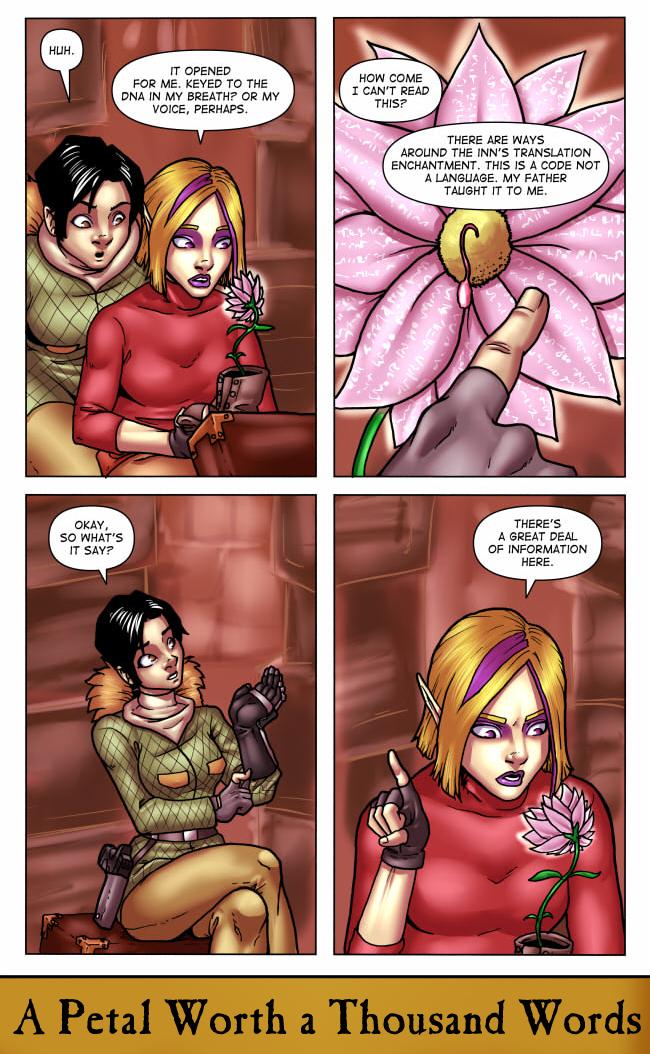 HUH.
IT OPENED
FOR ME. KEYED TO THE
DNA IN MY BREATH? OR MY
VOICE, PERHAPS.
HOW COME
I CAN'T READ
THIS?
THERE ARE WAYS
AROUND THE INN'S TRANSLATION
ENCHANTMENT. THIS IS A CODE NOT
A LANGUAGE. MY FATHER
TAUGHT IT TO ME.
OKAY,
SO WHAT'S
IT SAY?
THERE'S
A GREAT DEAL
OF INFORMATION
HERE.
A Petal Worth a Thousand Words